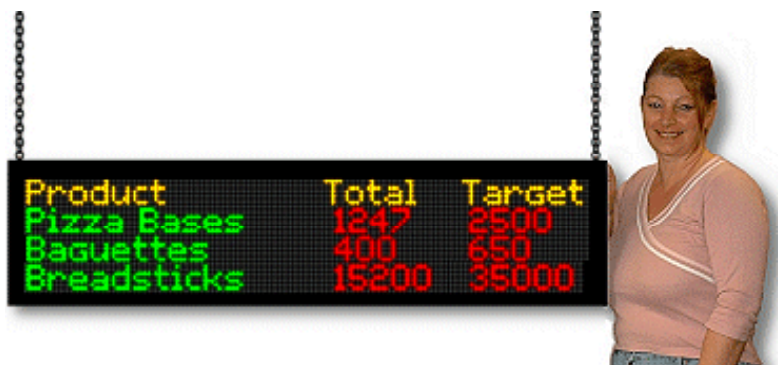 Product Total Target
Pizza Bases 1247 2500
Baguettes 400 650
Breadsticks 15200 35000